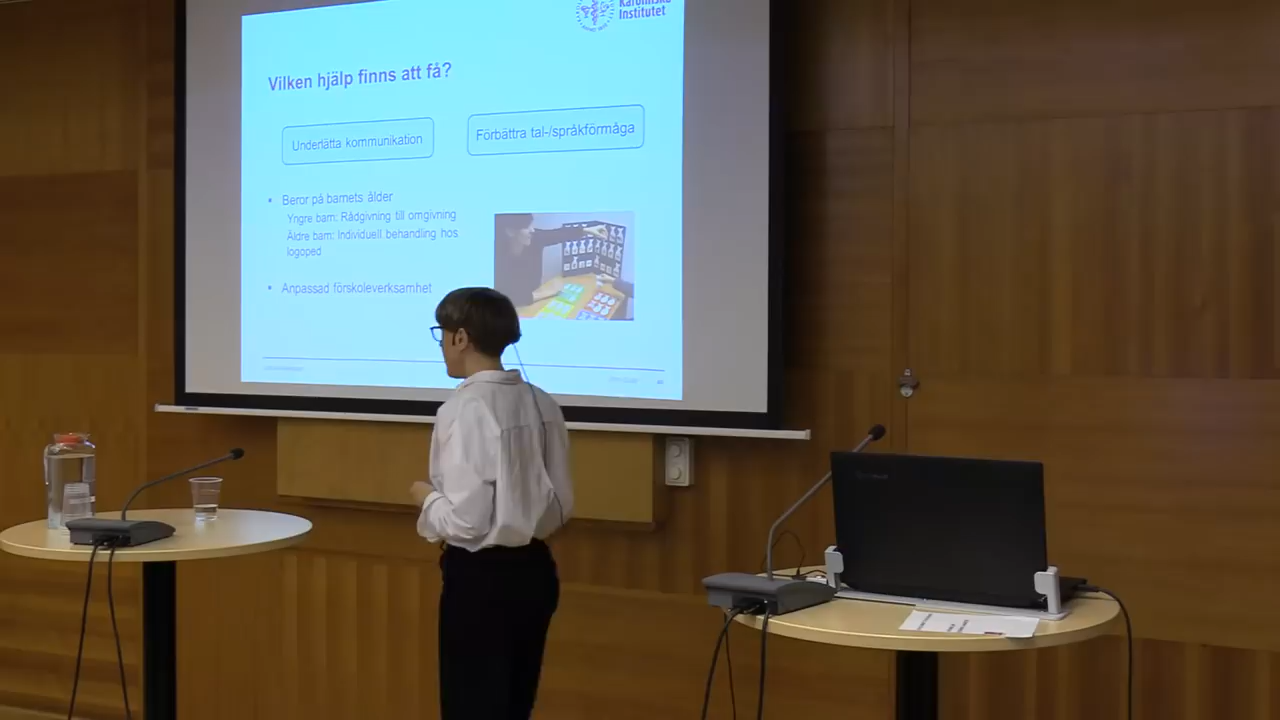 Karolinska
Institutet
Vilken hjälp finns att få?
Underlätta kommunikation
Förbättra tal-/språkförmåga
Beror på barnets ålder
Yngre barn: Rådgivning till omgivning
Äldre barn: Individuell behandling hos
logoped
Anpassad förskoleverksamhet